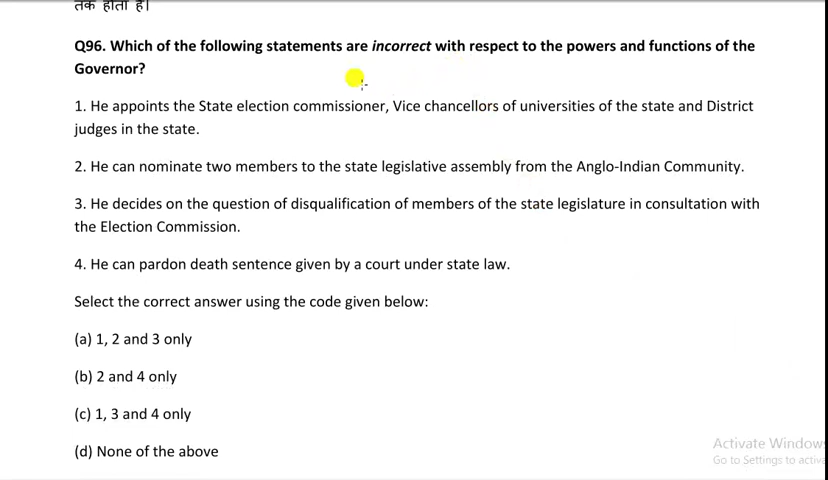 तक होता है।
Q96. Which of the following statements are incorrect with respect to the powers and functions of the
Governor?
1. He appoints the State election commissioner, Vice chancellors of universities of the state and District
judges in the state.
2. He can nominate two members to the state legislative assembly from the Anglo-Indian Community.
3. He decides on the question of disqualification of members of the state legislature in consultation with
the Election Commission.
4. He can pardon death sentence given by a court under state law.
Select the correct answer using the code given below:
(a) 1, 2 and 3 only
(b) 2 and 4 only
(c) 1, 3 and 4 only
(d) None of the above
Activate Window
Go to Settings to activ